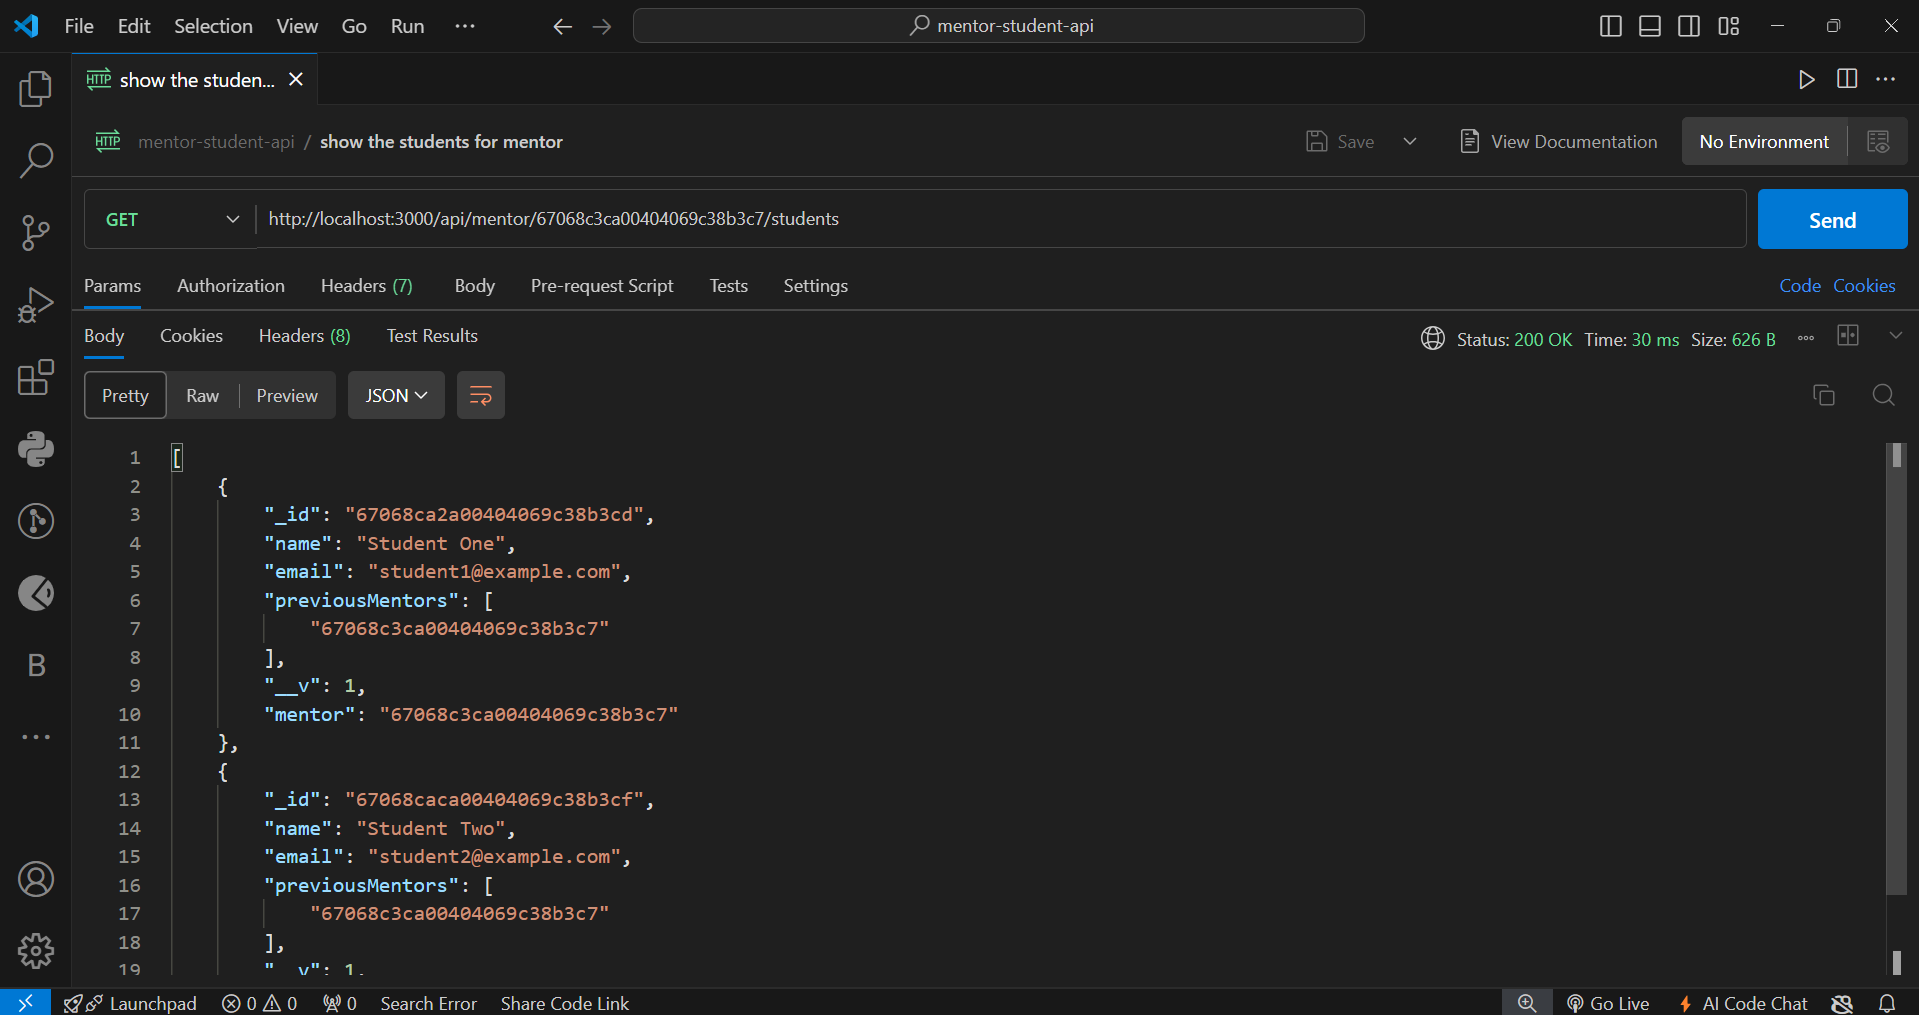 File Edit Selection View Go Run ··· mentor-student-api
HTTP show the studen...
HTTP mentor-student-api / show the students for mentor Save View Documentation No Environment
GET http://localhost:3000/api/mentor/67068c3ca00404069c38b3c7/students Send
Params Authorization Headers (7) Body Pre-request Script Tests Settings Code Cookies
Body Cookies Headers (8) Test Results Status: 200 OK Time: 30 ms Size: 626 B
Pretty Raw Preview JSON
1 [
2 {
3 "_id": "67068ca2a00404069c38b3cd",
4 "name": "Student One",
5 "email": "student1@example.com",
6 "previousMentors": [
7 "67068c3ca00404069c38b3c7"
8 ],
9 "__v": 1,
10 "mentor": "67068c3ca00404069c38b3c7"
11 },
12 {
13 "_id": "67068caca00404069c38b3cf",
14 "name": "Student Two",
15 "email": "student2@example.com",
16 "previousMentors": [
17 "67068c3ca00404069c38b3c7"
18 ],
19 "__v": 1,
B
Launchpad 0 0 0 Search Error Share Code Link Go Live AI Code Chat